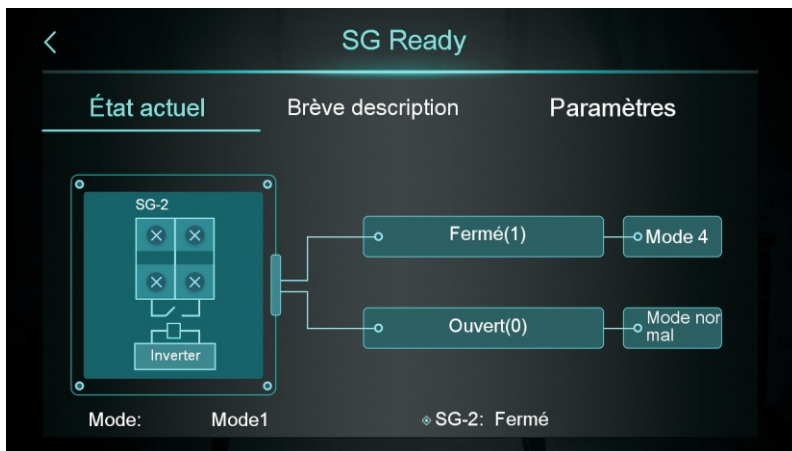 SG Ready
État actuel
Brève description
Paramètres
SG-2
Inverter
Fermé(1)
Mode 4
Ouvert(0)
Mode nor
mal
Mode: Mode1
SG-2: Fermé